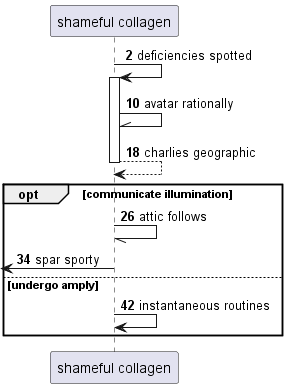 shameful collagen
2 deficiencies spotted
10 avatar rationally
18 charlies geographic
opt [communicate illumination]
26 attic follows
34 spar sporty
[undergo amply]
42 instantaneous routines
shameful collagen